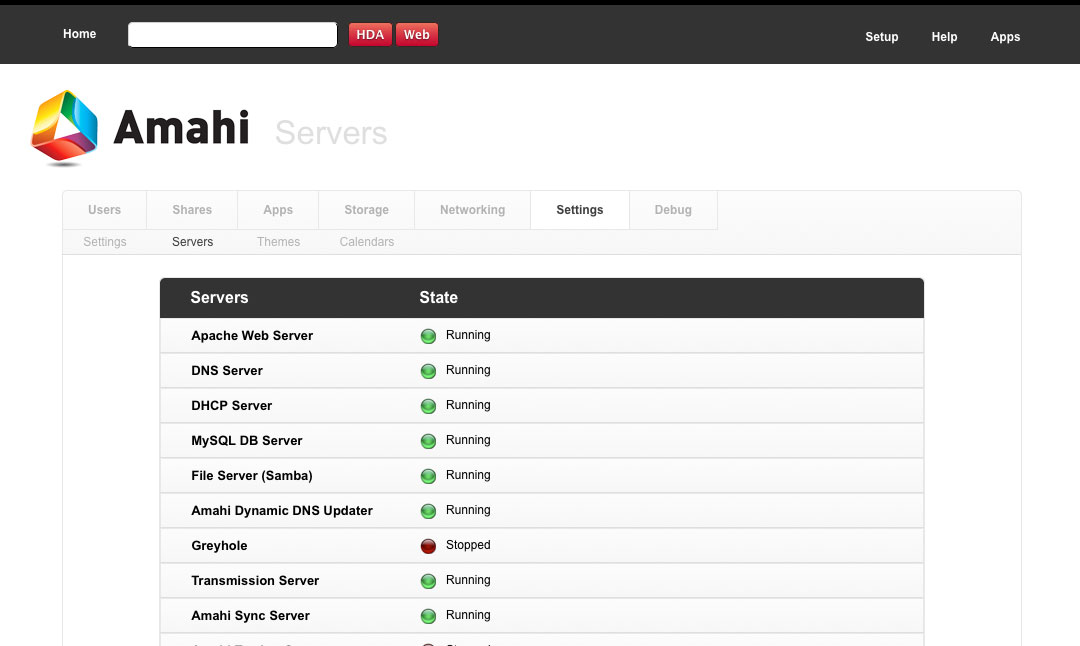 Home HDA Web Setup Help Apps
Amahi Servers
Users Shares Apps Storage Networking Settings Debug
Settings Servers Themes Calendars
Servers State
Apache Web Server Running
DNS Server Running
DHCP Server Running
MySQL DB Server Running
File Server (Samba) Running
Amahi Dynamic DNS Updater Running
Greyhole Stopped
Transmission Server Running
Amahi Sync Server Running